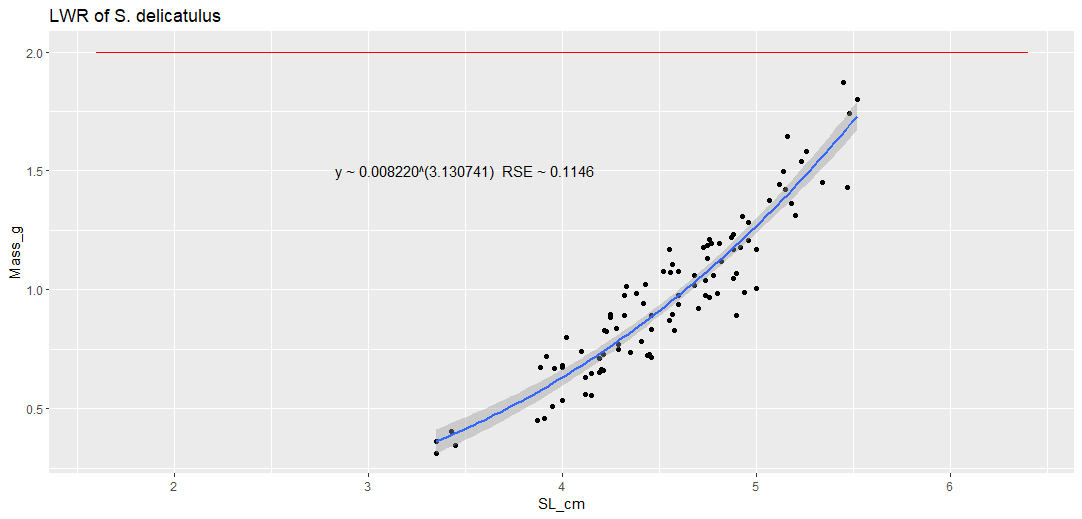 LWR of S. delicatulus
2.0
1.5
1.0
0.5
Mass_g
y ~ 0.008220^(3.130741)  RSE ~ 0.1146
2 3 4 5 6
SL_cm